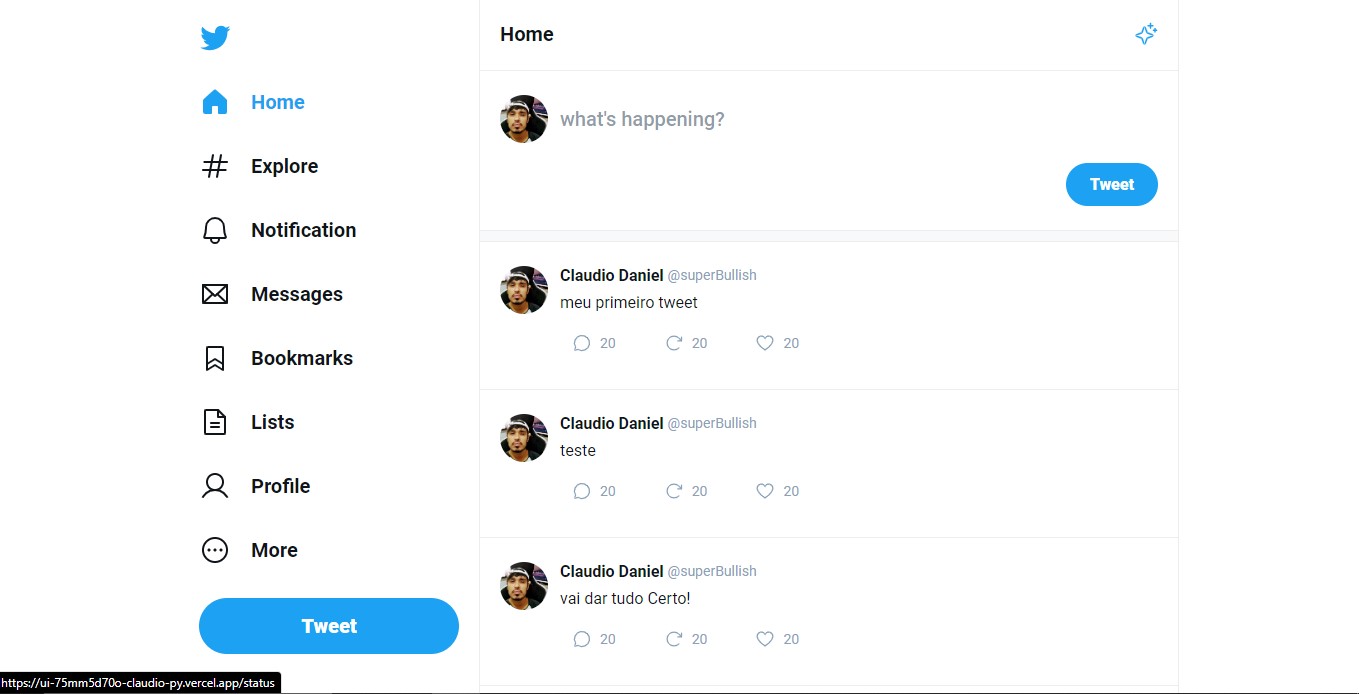 Home
Explore
Notification
Messages
Bookmarks
Lists
Profile
More
Tweet
Home
what's happening?
Tweet
Claudio Daniel @superBullish
meu primeiro tweet
20 20 20
Claudio Daniel @superBullish
teste
20 20 20
Claudio Daniel @superBullish
vai dar tudo Certo!
20 20 20
https://ui-75mm5d70o-claudio-py.vercel.app/status